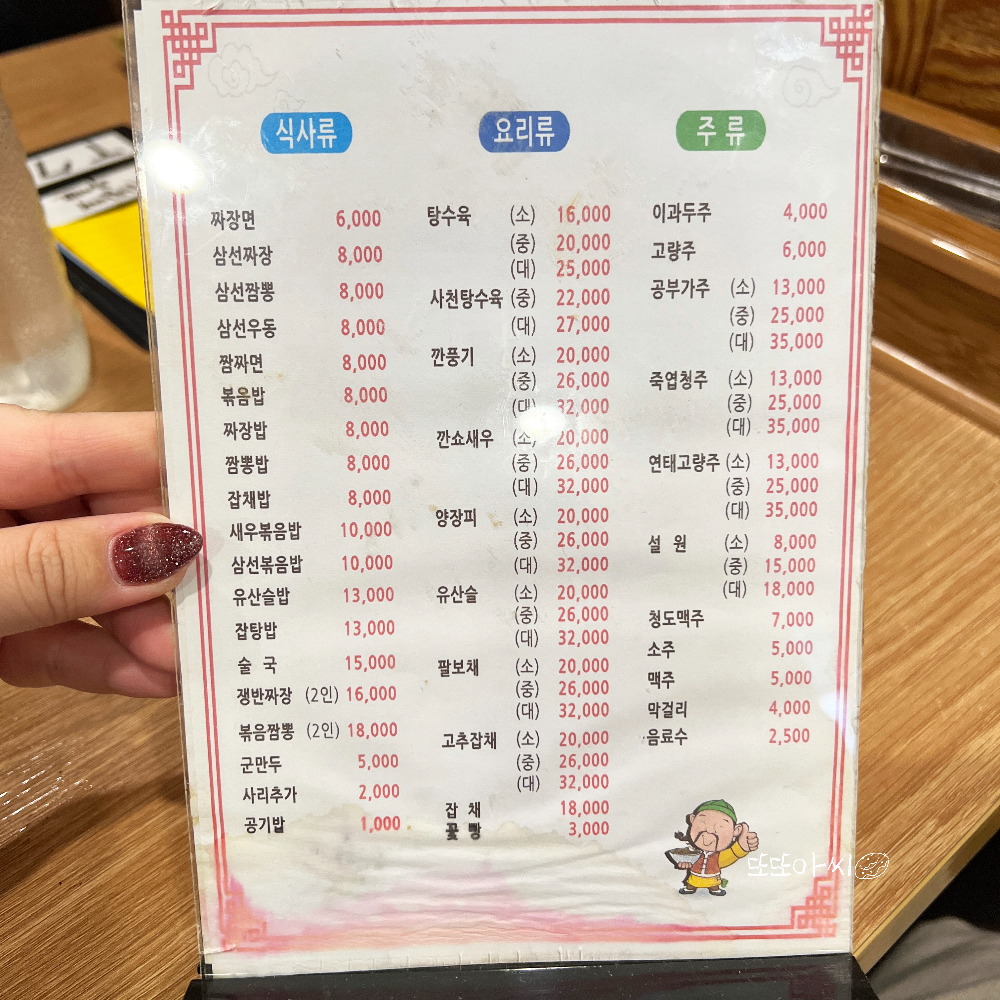 식사류
짜장면 6,000
삼선짜장 8,000
삼선짬뽕 8,000
삼선우동 8,000
짬짜면 8,000
볶음밥 8,000
짜장밥 8,000
짬뽕밥 8,000
잡채밥 8,000
새우볶음밥 10,000
삼선볶음밥 10,000
유산슬밥 13,000
잡탕밥 13,000
술 국 15,000
쟁반짜장 (2인) 16,000
볶음짬뽕 (2인) 18,000
군만두 5,000
사리추가 2,000
공기밥 1,000
요리류
탕수육 (소) 16,000
(중) 20,000
(대) 25,000
사천탕수육 (중) 22,000
(대) 27,000
깐풍기 (소) 20,000
(중) 26,000
(대) 32,000
깐쇼새우 (소) 20,000
(중) 26,000
(대) 32,000
양장피 (소) 20,000
(중) 26,000
(대) 32,000
유산슬 (소) 20,000
(중) 26,000
(대) 32,000
팔보채 (소) 20,000
(중) 26,000
(대) 32,000
고추잡채 (소) 20,000
(중) 26,000
(대) 32,000
잡 채 18,000
꽃 빵 3,000
주 류
이과두주 4,000
고량주 6,000
공부가주 (소) 13,000
(중) 25,000
(대) 35,000
죽엽청주 (소) 13,000
(중) 25,000
(대) 35,000
연태고량주 (소) 13,000
(중) 25,000
(대) 35,000
설 원 (소) 8,000
(중) 15,000
(대) 18,000
청도맥주 7,000
소주 5,000
맥주 5,000
막걸리 4,000
음료수 2,500
또또아씨